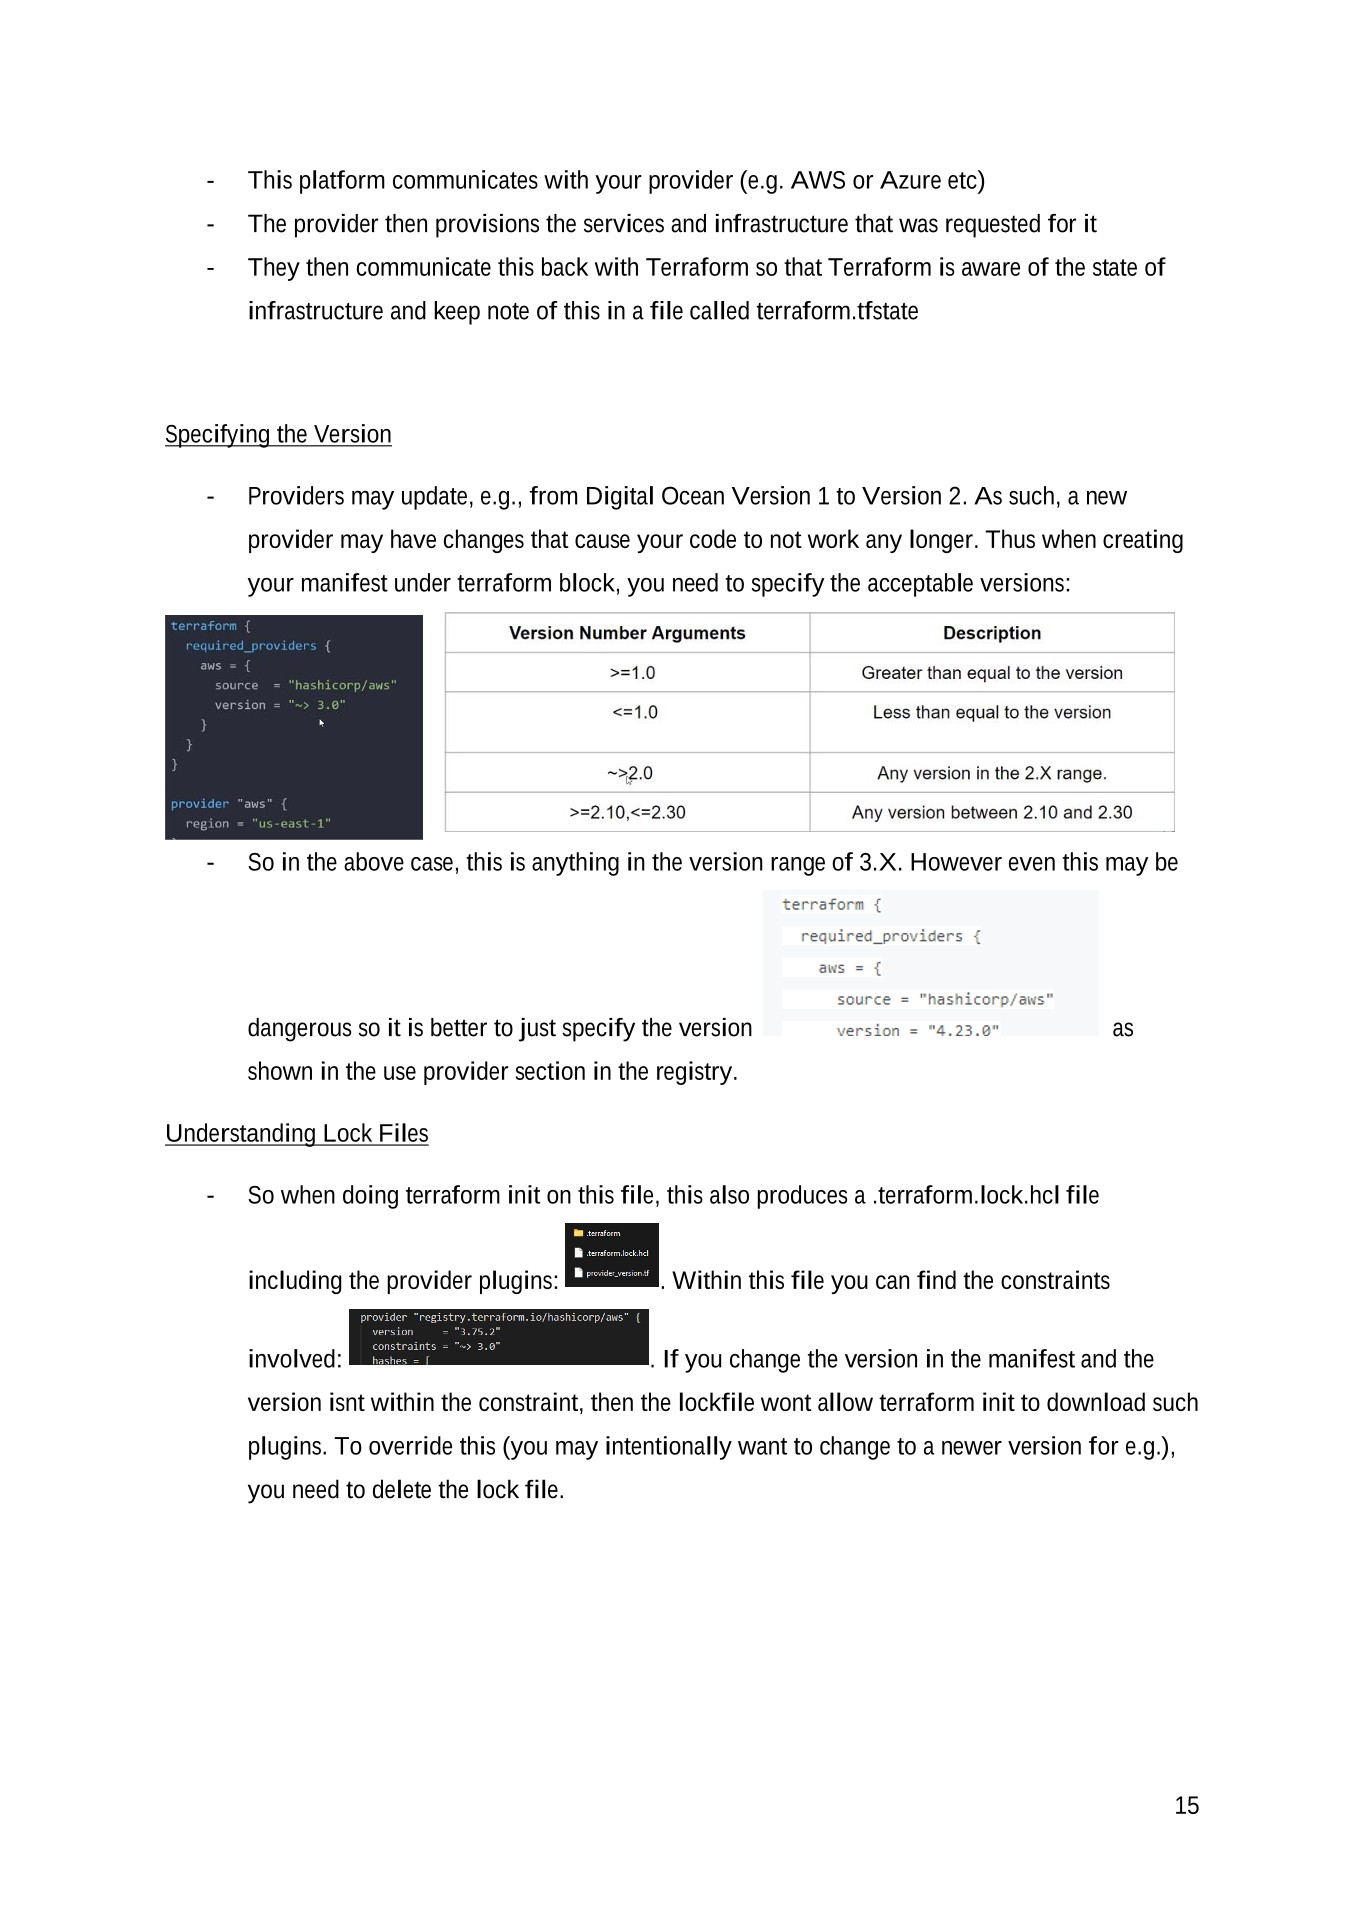 - This platform communicates with your provider (e.g. AWS or Azure etc)
- The provider then provisions the services and infrastructure that was requested for it
- They then communicate this back with Terraform so that Terraform is aware of the state of
infrastructure and keep note of this in a file called terraform.tfstate
Specifying the Version
- Providers may update, e.g., from Digital Ocean Version 1 to Version 2. As such, a new
provider may have changes that cause your code to not work any longer. Thus when creating
your manifest under terraform block, you need to specify the acceptable versions:
terraform {
required_providers {
aws = {
source = "hashicorp/aws"
version = "~> 3.0"
}
}
}
provider "aws" {
region = "us-east-1"
Version Number Arguments Description
>=1.0 Greater than equal to the version
<=1.0 Less than equal to the version
~>2.0 Any version in the 2.X range.
>=2.10,<=2.30 Any version between 2.10 and 2.30
- So in the above case, this is anything in the version range of 3.X. However even this may be
terraform {
required_providers {
aws = {
source = "hashicorp/aws"
version = "4.23.0"
dangerous so it is better to just specify the version as
shown in the use provider section in the registry.
Understanding Lock Files
- So when doing terraform init on this file, this also produces a .terraform.lock.hcl file
.terraform
.terraform.lock.hcl
provider_version.tf
including the provider plugins: . Within this file you can find the constraints
provider "registry.terraform.io/hashicorp/aws" {
version = "3.75.2"
constraints = "~> 3.0"
hashes = [
involved: . If you change the version in the manifest and the
version isnt within the constraint, then the lockfile wont allow terraform init to download such
plugins. To override this (you may intentionally want to change to a newer version for e.g.),
you need to delete the lock file.
15